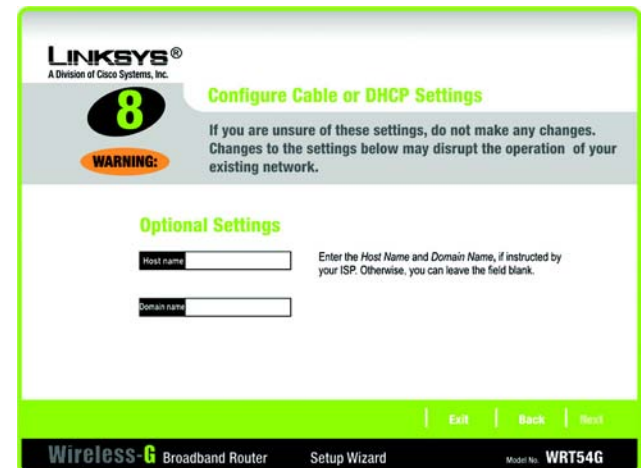 LINKSYS®
A Division of Cisco Systems, Inc.
8
Configure Cable or DHCP Settings
WARNING:
If you are unsure of these settings, do not make any changes.
Changes to the settings below may disrupt the operation of your
existing network.
Optional Settings
Host name
Enter the Host Name and Domain Name, if instructed by
your ISP. Otherwise, you can leave the field blank.
Domain name
Exit
Back
Next
Wireless-G Broadband Router
Setup Wizard
Model No. WRT54G